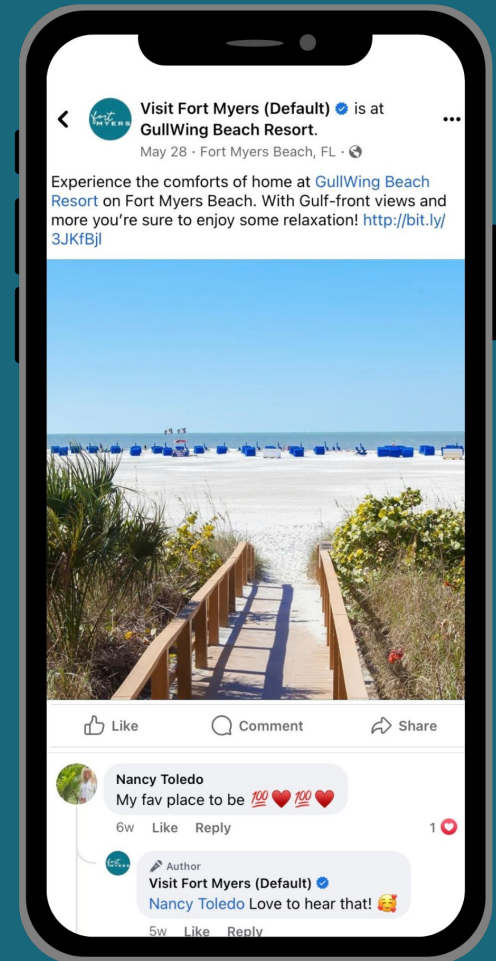 fort
MYERS
Visit Fort Myers (Default) is at
GullWing Beach Resort.
May 28 · Fort Myers Beach, FL ·
Experience the comforts of home at GullWing Beach
Resort on Fort Myers Beach. With Gulf-front views and
more you're sure to enjoy some relaxation! http://bit.ly/
3JKfBjl
Like
Comment
Share
Nancy Toledo
My fav place to be 💯❤️💯❤️
6w Like Reply
1
Author
Visit Fort Myers (Default)
Nancy Toledo Love to hear that! 🥰
5w Like Reply